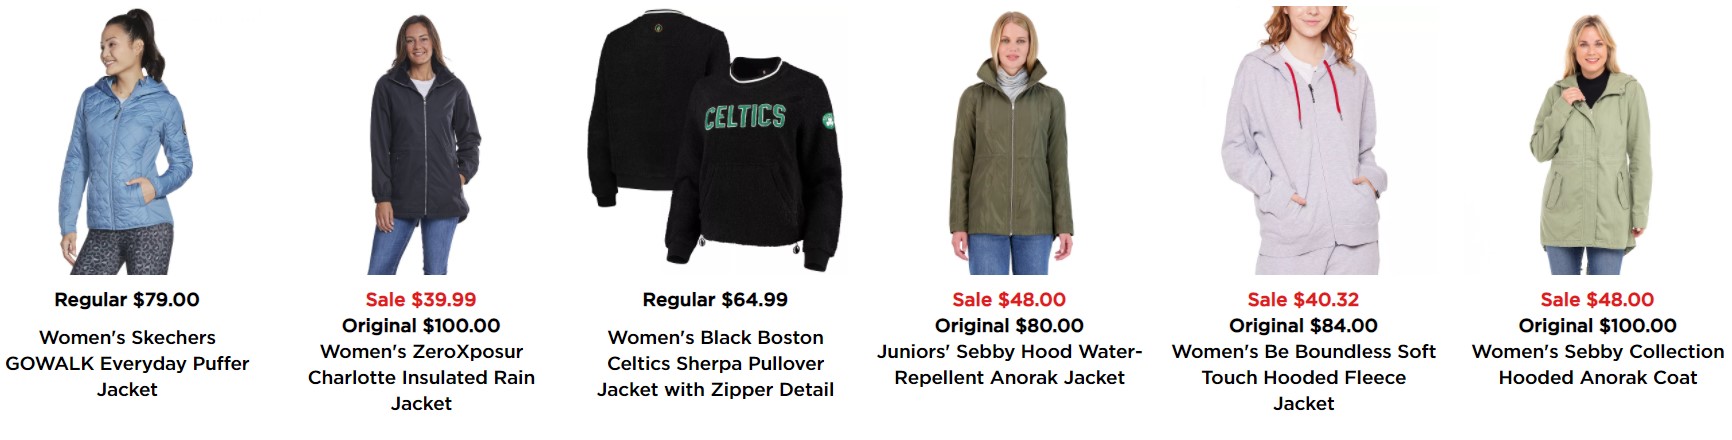 CELTICS
Regular $79.00
Women's Skechers
GOWALK Everyday Puffer
Jacket
Sale $39.99
Original $100.00
Women's ZeroXposur
Charlotte Insulated Rain
Jacket
Regular $64.99
Women's Black Boston
Celtics Sherpa Pullover
Jacket with Zipper Detail
Sale $48.00
Original $80.00
Juniors' Sebby Hood Water-
Repellent Anorak Jacket
Sale $40.32
Original $84.00
Women's Be Boundless Soft
Touch Hooded Fleece
Jacket
Sale $48.00
Original $100.00
Women's Sebby Collection
Hooded Anorak Coat